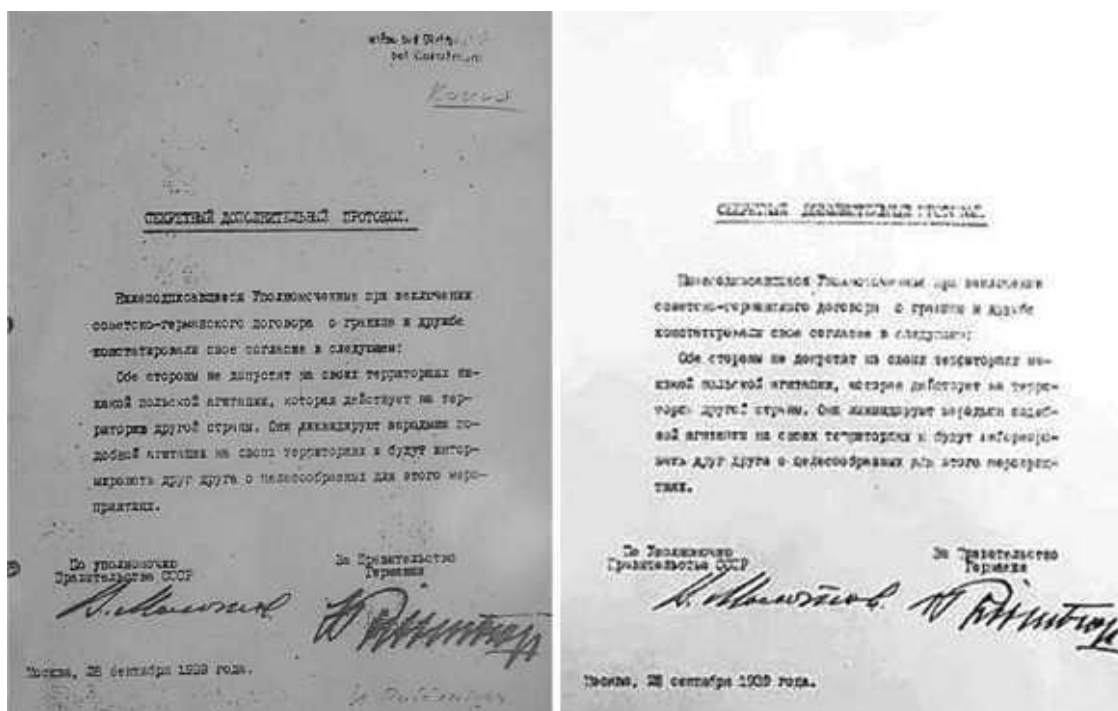 СЕКРЕТНЫЙ ДОПОЛНИТЕЛЬНЫЙ ПРОТОКОЛ.
Нижеподписавшиеся Уполномоченные при заключении
советско-германского договора о границе и дружбе
констатировали свое согласие в следующем:
Обе стороны не допустят на своих территориях ни-
какой польской агитации, которая действует на тер-
риторию другой страны. Они ликвидируют зародыши по-
добной агитации на своих территориях и будут инфор-
мировать друг друга о целесообразных для этого меро-
приятиях.
По уполномочию
Правительства СССР
В. Молотов
За Правительство
Германии
Москва, 28 сентября 1939 года.
СЕКРЕТНЫЙ ДОПОЛНИТЕЛЬНЫЙ ПРОТОКОЛ.
Нижеподписавшиеся Уполномоченные при заключении
советско-германского договора о границе и дружбе
констатировали свое согласие в следующем:
Обе стороны не допустят на своих территориях ни-
какой польской агитации, которая действует на терри-
торию другой страны. Они ликвидируют зародыши подоб-
ной агитации на своих территориях и будут информиро-
вать друг друга о целесообразных для этого мероприя-
тиях.
По Уполномочию
Правительства СССР
В. Молотов.
За Правительство
Германии
Москва, 28 сентября 1939 года.